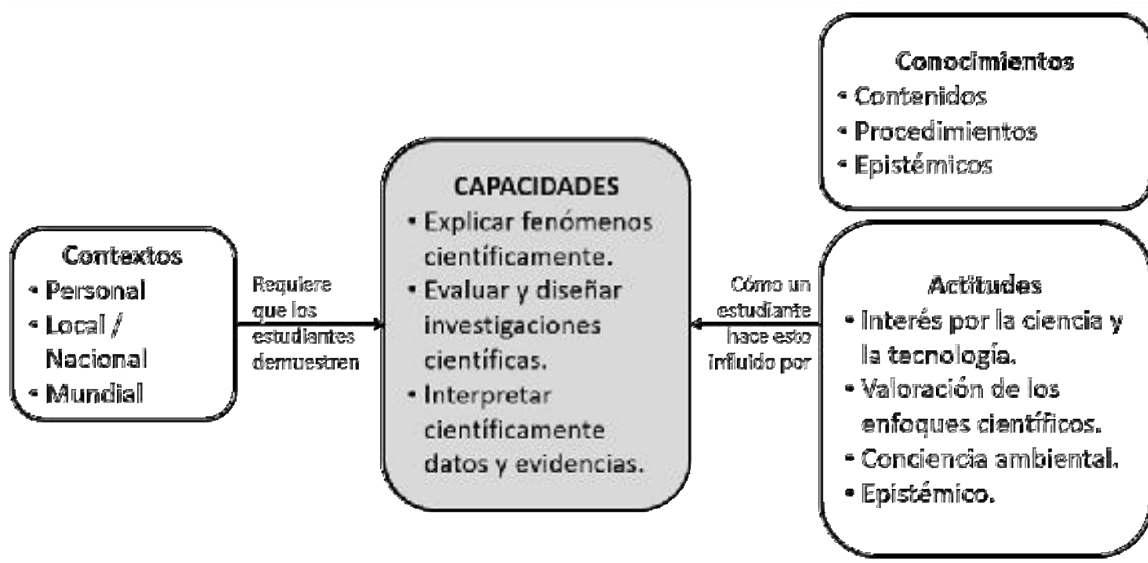 Contextos
• Personal
• Local /
Nacional
• Mundial
Requiere
que los
estudiantes
demuestren
CAPACIDADES
• Explicar fenómenos
científicamente.
• Evaluar y diseñar
investigaciones
científicas.
• Interpretar
científicamente
datos y evidencias.
Cómo un
estudiante
hace esto
influido por
Conocimientos
• Contenidos
• Procedimientos
• Epistémicos
Actitudes
• Interés por la ciencia y
la tecnología.
• Valoración de los
enfoques científicos.
• Conciencia ambiental.
• Epistémico.